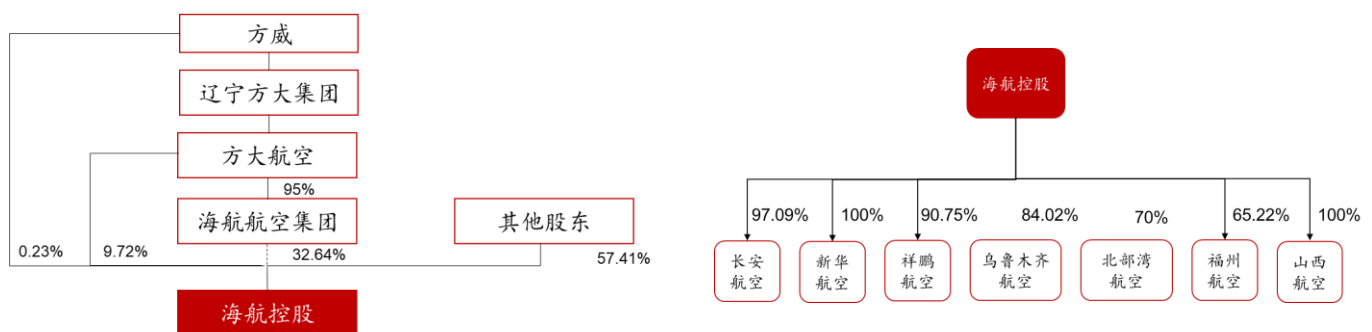 方威
辽宁方大集团
方大航空
95%
海航航空集团
其他股东
0.23%
9.72%
32.64%
57.41%
海航控股
海航控股
97.09%
100%
90.75%
84.02%
70%
65.22%
100%
长安
航空
新华
航空
祥鹏
航空
乌鲁木齐
航空
北部湾
航空
福州
航空
山西
航空